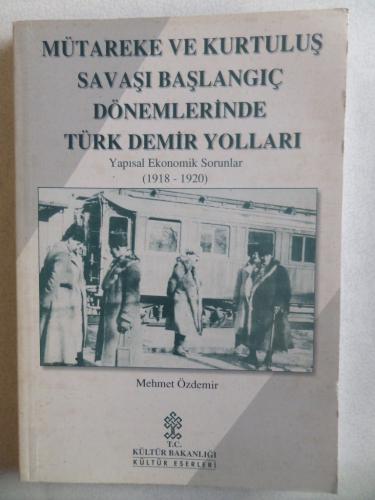 MÜTAREKE VE KURTULUŞ
SAVAŞI BAŞLANGIÇ
DÖNEMLERİNDE
TÜRK DEMİR YOLLARI
Yapısal Ekonomik Sorunlar
(1918 - 1920)
Mehmet Özdemir
T.C.
KÜLTÜR BAKANLIĞI
KÜLTÜR ESERLERİ